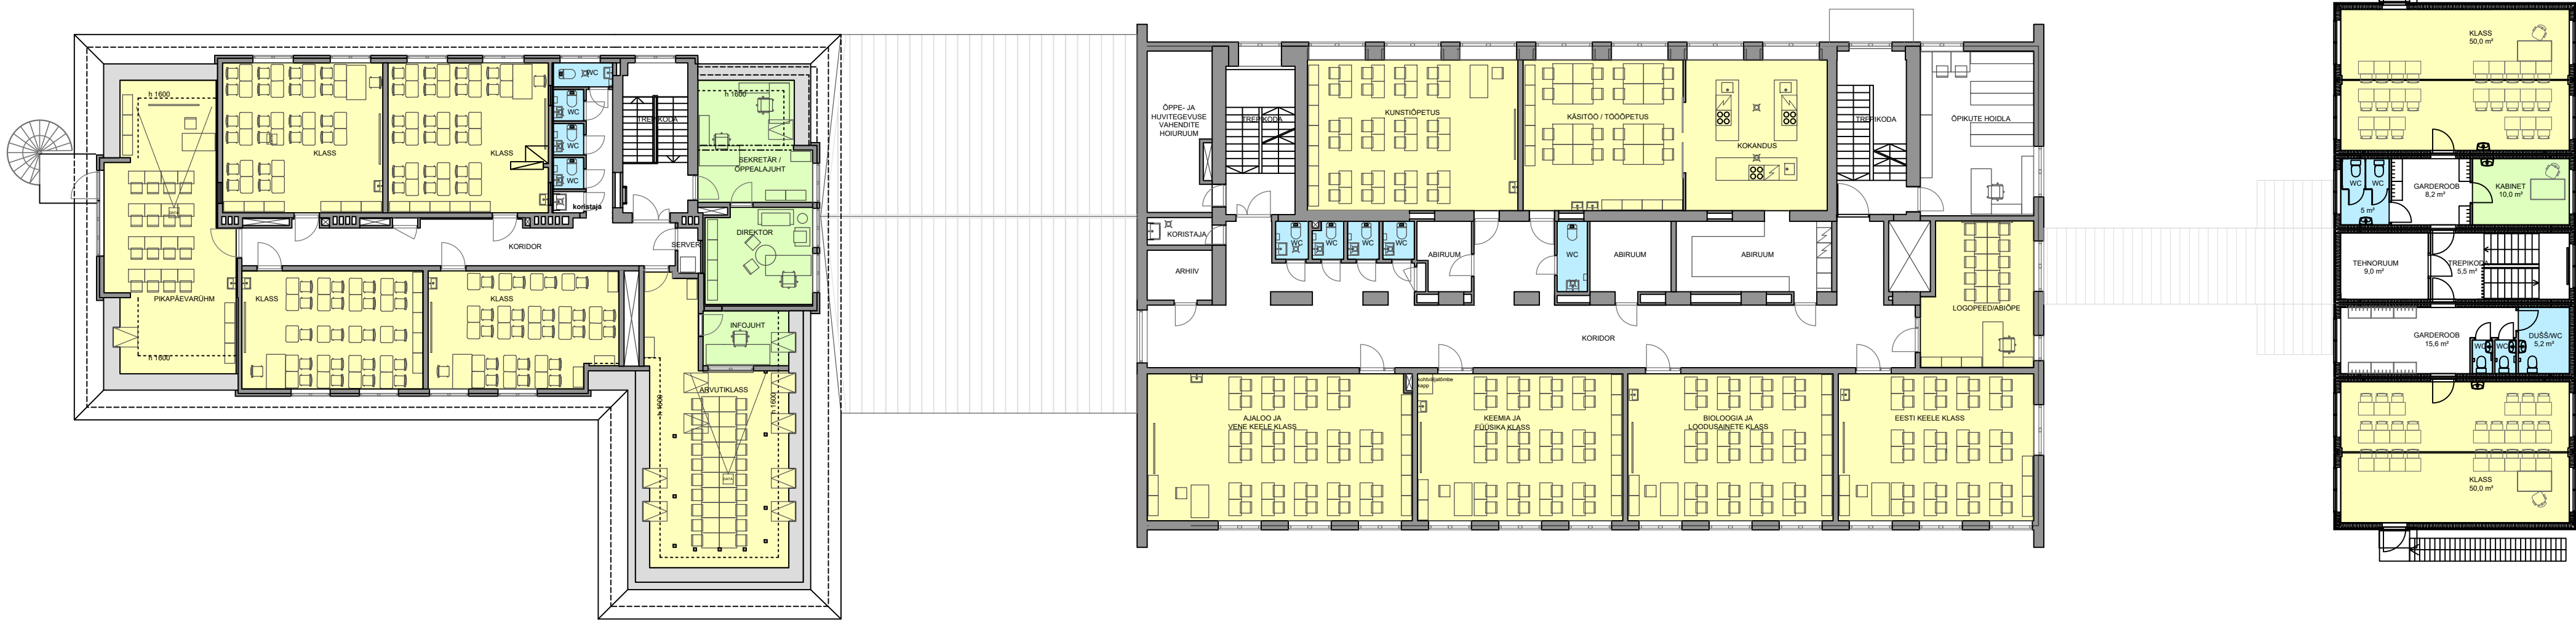 h 1600
KLASS
KLASS
WC
WC
WC
WC
koristaja
TREPIKODA
h 1600
SEKRETÄR /
ÕPPEALAJUHT
DIREKTOR
SERVER
KORIDOR
PIKAPÄEVARÜHM
h 1600
KLASS
KLASS
INFOJUHT
ARVUTIKLASS
h 1600
h 1600
ÕPPE- JA
HUVITEGEVUSE
VAHENDITE
HOIURUUM
TREPIKODA
KUNSTIÕPETUS
KÄSITÖÖ / TÖÖÕPETUS
KOKANDUS
TREPIKODA
ÕPIKUTE HOIDLA
KORISTAJA
ARHIIV
WC
WC
WC
WC
ABIRUUM
WC
ABIRUUM
ABIRUUM
LOGOPEED/ABIÕPE
KORIDOR
AJALOO JA
VENE KEELE KLASS
kohtväljatõmbe
kapp
KEEMIA JA
FÜÜSIKA KLASS
BIOLOOGIA JA
LOODUSAINETE KLASS
EESTI KEELE KLASS
KLASS
50,0 m²
WC
WC
5 m²
GARDEROOB
8,2 m²
KABINET
10,0 m²
TEHNORUUM
9,0 m²
TREPIKODA
5,5 m²
GARDEROOB
15,6 m²
WC
WC
DUŠŠ/WC
5,2 m²
KLASS
50,0 m²